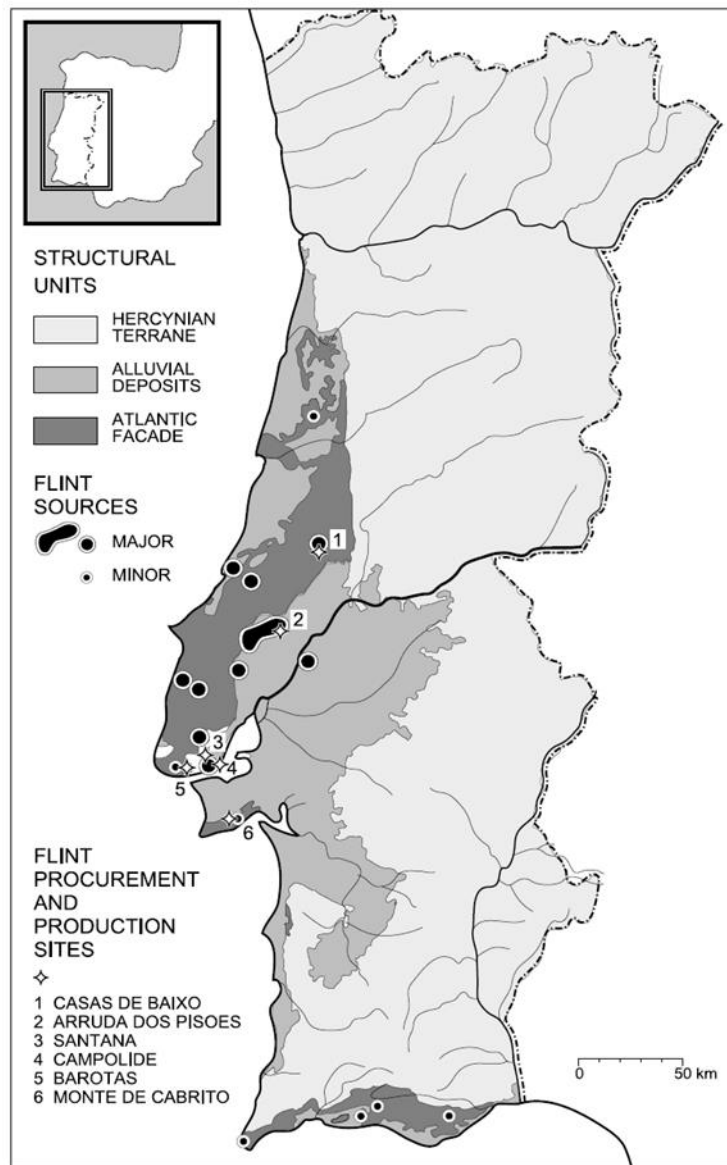 STRUCTURAL
UNITS
HERCYNIAN
TERRANE
ALLUVIAL
DEPOSITS
ATLANTIC
FACADE
FLINT
SOURCES
MAJOR
MINOR
1
2
3
4
5
6
FLINT
PROCUREMENT
AND
PRODUCTION
SITES
1 CASAS DE BAIXO
2 ARRUDA DOS PISOES
3 SANTANA
4 CAMPOLIDE
5 BAROTAS
6 MONTE DE CABRITO
0 50 km